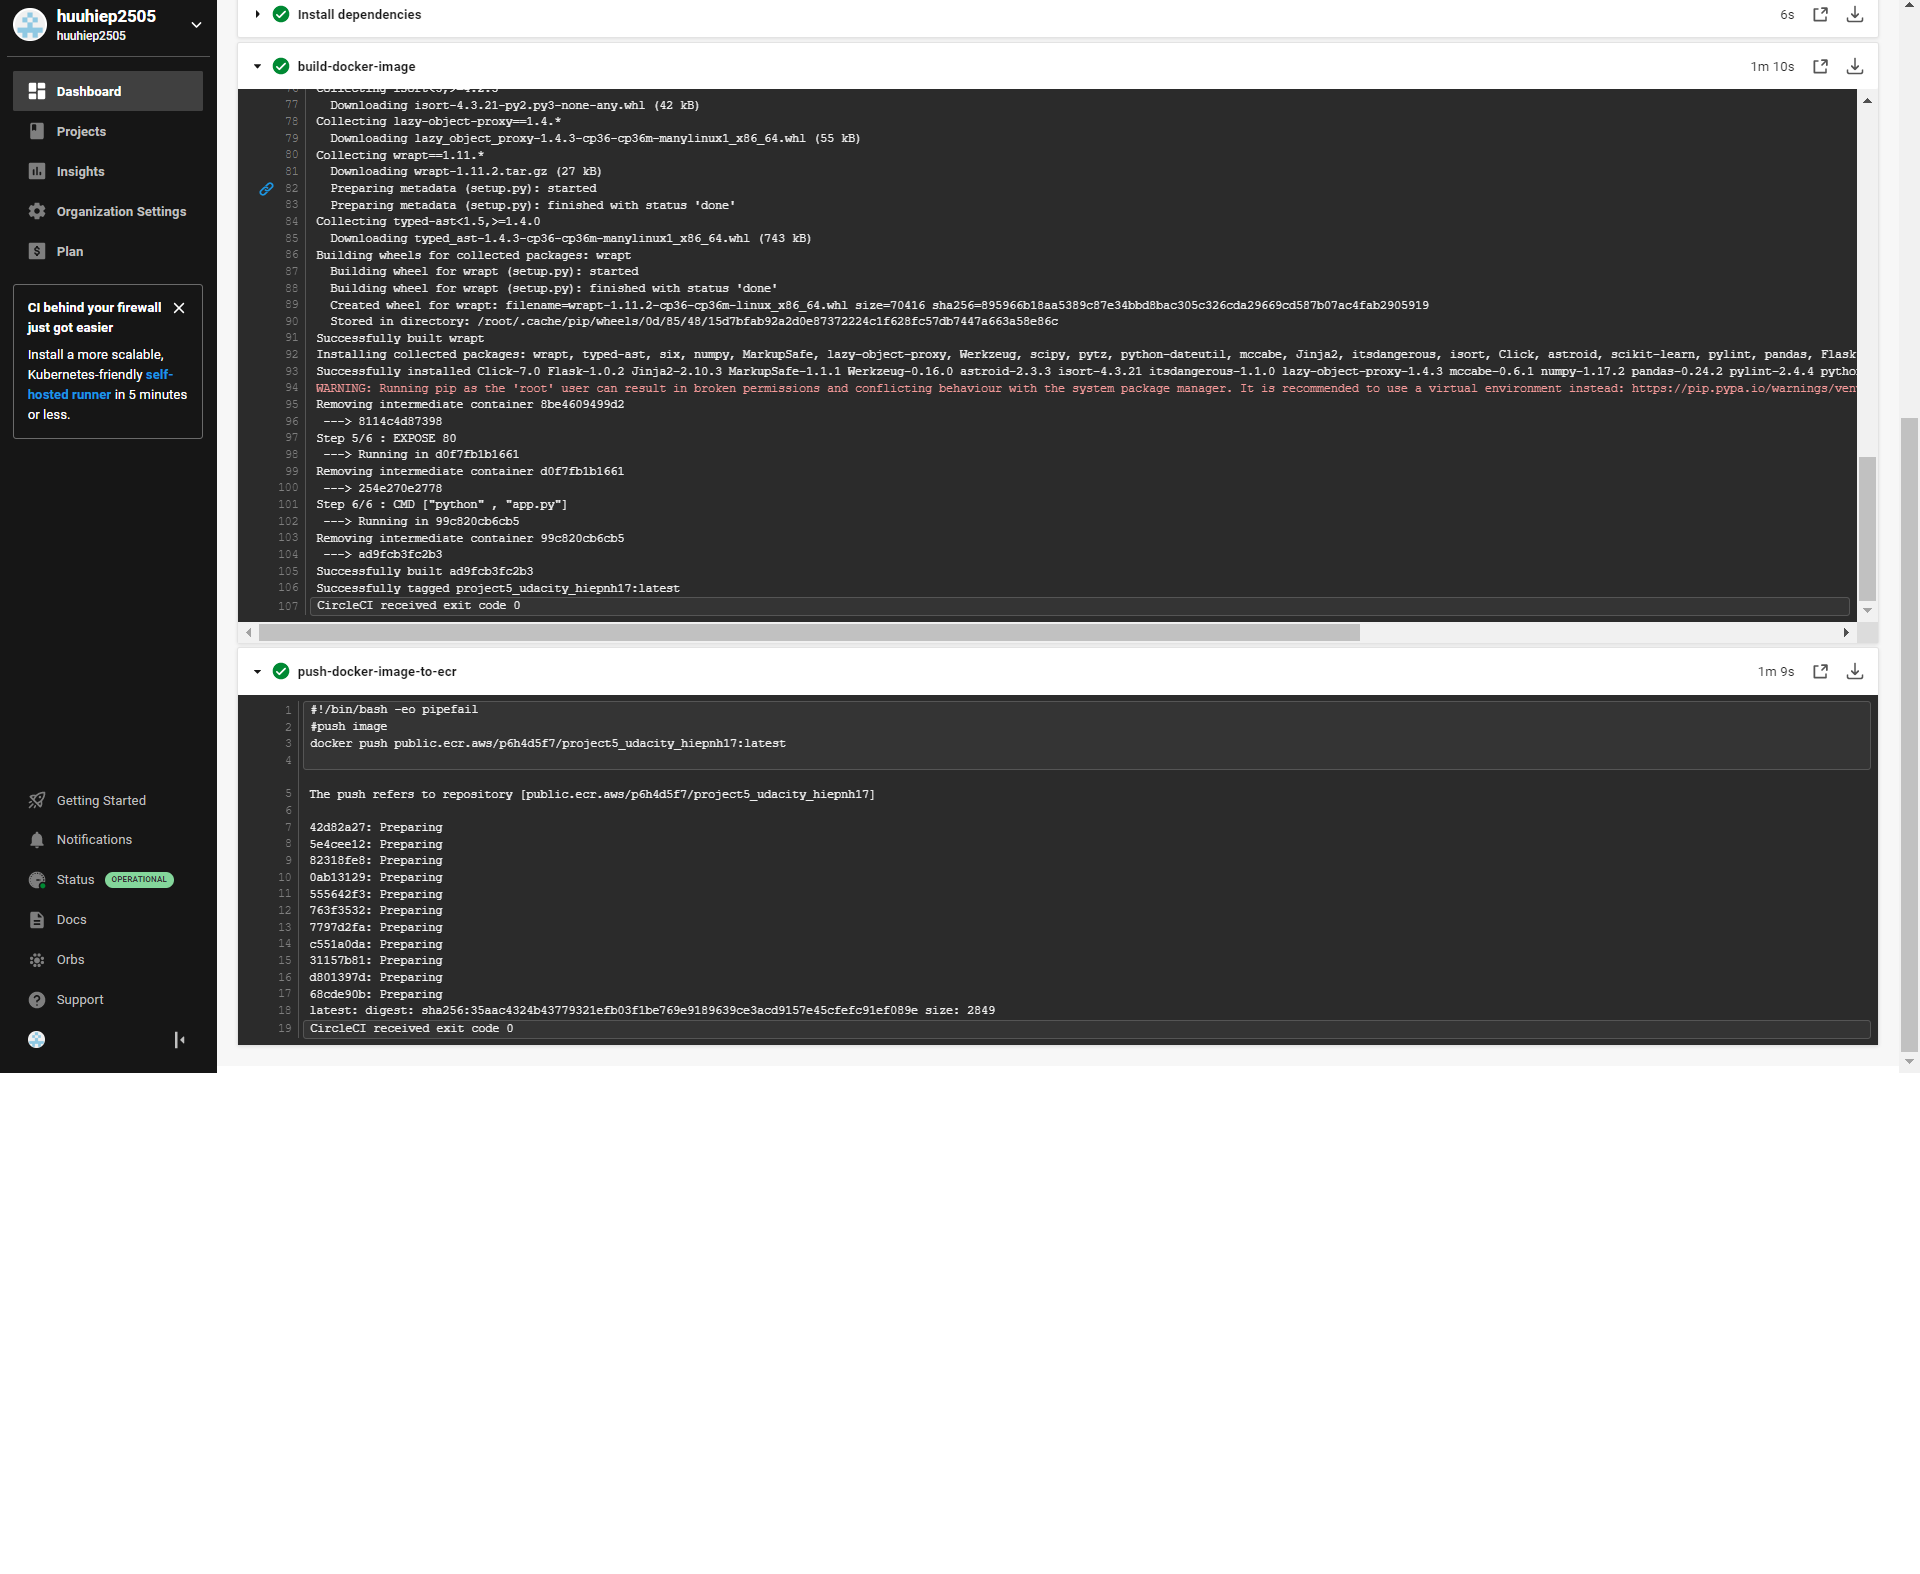 huuhiep2505
huuhiep2505
Dashboard
Projects
Insights
Organization Settings
Plan
CI behind your firewall
just got easier
Install a more scalable,
Kubernetes-friendly self-
hosted runner in 5 minutes
or less.
Getting Started
Notifications
Status OPERATIONAL
Docs
Orbs
Support
Install dependencies 6s
build-docker-image 1m 10s
76 Collecting isort<5,>=4.2.5
77 Downloading isort-4.3.21-py2.py3-none-any.whl (42 kB)
78 Collecting lazy-object-proxy==1.4.*
79 Downloading lazy_object_proxy-1.4.3-cp36-cp36m-manylinux1_x86_64.whl (55 kB)
80 Collecting wrapt==1.11.*
81 Downloading wrapt-1.11.2.tar.gz (27 kB)
82 Preparing metadata (setup.py): started
83 Preparing metadata (setup.py): finished with status 'done'
84 Collecting typed-ast<1.5,>=1.4.0
85 Downloading typed_ast-1.4.3-cp36-cp36m-manylinux1_x86_64.whl (743 kB)
86 Building wheels for collected packages: wrapt
87 Building wheel for wrapt (setup.py): started
88 Building wheel for wrapt (setup.py): finished with status 'done'
89 Created wheel for wrapt: filename=wrapt-1.11.2-cp36-cp36m-linux_x86_64.whl size=70416 sha256=895966b18aa5389c87e34bbd8bac305c326cda29669cd587b07ac4fab2905919
90 Stored in directory: /root/.cache/pip/wheels/0d/85/48/15d7bfab92a2d0e87372224c1f628fc57db7447a663a58e86c
91 Successfully built wrapt
92 Installing collected packages: wrapt, typed-ast, six, numpy, MarkupSafe, lazy-object-proxy, Werkzeug, scipy, pytz, python-dateutil, mccabe, Jinja2, itsdangerous, isort, Click, astroid, scikit-learn, pylint, pandas, Flask
93 Successfully installed Click-7.0 Flask-1.0.2 Jinja2-2.10.3 MarkupSafe-1.1.1 Werkzeug-0.16.0 astroid-2.3.3 isort-4.3.21 itsdangerous-1.1.0 lazy-object-proxy-1.4.3 mccabe-0.6.1 numpy-1.17.2 pandas-0.24.2 pylint-2.4.4 pytho
94 WARNING: Running pip as the 'root' user can result in broken permissions and conflicting behaviour with the system package manager. It is recommended to use a virtual environment instead: https://pip.pypa.io/warnings/ven
95 Removing intermediate container 8be4609499d2
96 ---> 8114c4d87398
97 Step 5/6 : EXPOSE 80
98 ---> Running in d0f7fb1b1661
99 Removing intermediate container d0f7fb1b1661
100 ---> 254e270e2778
101 Step 6/6 : CMD ["python" , "app.py"]
102 ---> Running in 99c820cb6cb5
103 Removing intermediate container 99c820cb6cb5
104 ---> ad9fcb3fc2b3
105 Successfully built ad9fcb3fc2b3
106 Successfully tagged project5_udacity_hiepnh17:latest
107 CircleCI received exit code 0
push-docker-image-to-ecr 1m 9s
1 #!/bin/bash -eo pipefail
2 #push image
3 docker push public.ecr.aws/p6h4d5f7/project5_udacity_hiepnh17:latest
4
5 The push refers to repository [public.ecr.aws/p6h4d5f7/project5_udacity_hiepnh17]
6
7 42d82a27: Preparing
8 5e4cee12: Preparing
9 82318fe8: Preparing
10 0ab13129: Preparing
11 555642f3: Preparing
12 763f3532: Preparing
13 7797d2fa: Preparing
14 c551a0da: Preparing
15 31157b81: Preparing
16 d801397d: Preparing
17 68cde90b: Preparing
18 latest: digest: sha256:35aac4324b43779321efb03f1be769e9189639ce3acd9157e45cfefc91ef089e size: 2849
19 CircleCI received exit code 0